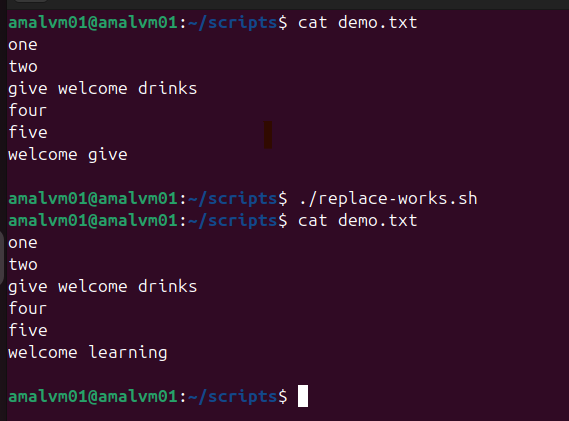 amalvm01@amalvm01:~/scripts$ cat demo.txt
one
two
give welcome drinks
four
five
welcome give
amalvm01@amalvm01:~/scripts$ ./replace-works.sh
amalvm01@amalvm01:~/scripts$ cat demo.txt
one
two
give welcome drinks
four
five
welcome learning
amalvm01@amalvm01:~/scripts$